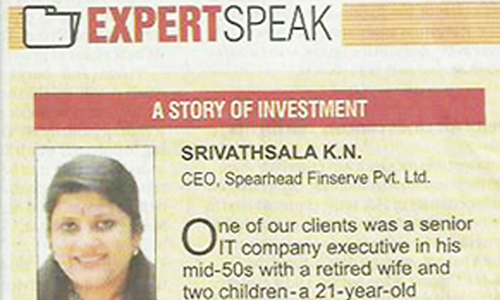 EXPERTSPEAK
A STORY OF INVESTMENT
SRIVATHSALA K.N.
CEO, Spearhead Finserve Pvt. Ltd.
One of our clients was a senior
IT company executive in his
mid-50s with a retired wife and
two children-a 21-year-old